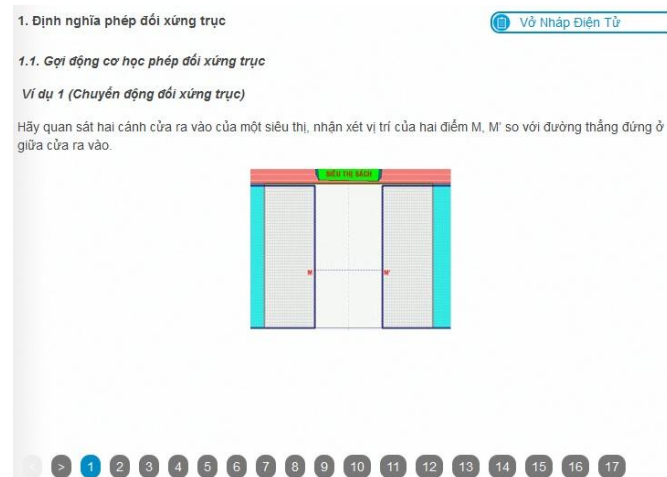 1. Định nghĩa phép đối xứng trục
Vở Nháp Điện Tử
1.1. Gợi động cơ học phép đối xứng trục
Ví dụ 1 (Chuyển động đối xứng trục)
Hãy quan sát hai cánh cửa ra vào của một siêu thị, nhận xét vị trí của hai điểm M, M' so với đường thẳng đứng ở
giữa cửa ra vào.
SIÊU THỊ SÁCH
M M'
< > 1 2 3 4 5 6 7 8 9 10 11 12 13 14 15 16 17